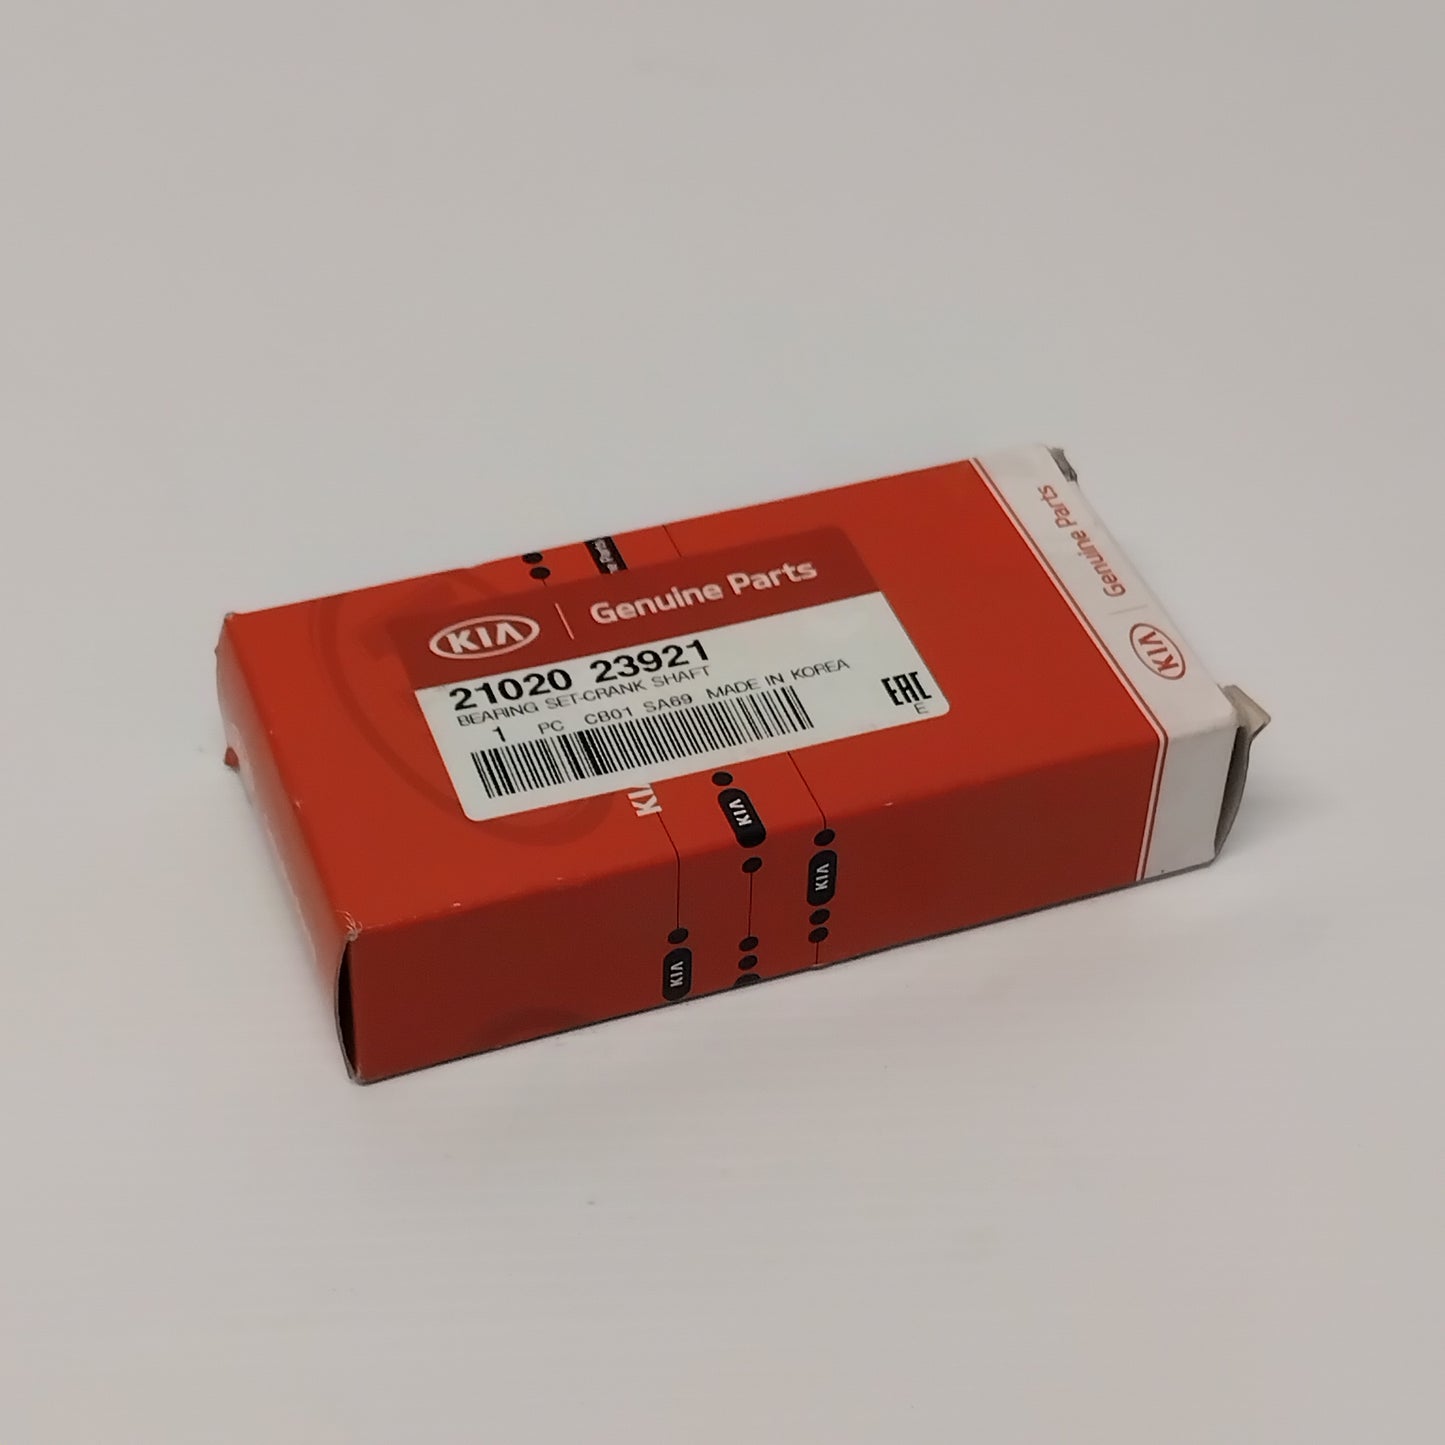 KIA | Genuine Parts
21020 23921
BEARING SET-CRANK SHAFT
1 PC CB01 SA69 MADE IN KOREA
EAC
E
KIA | Genuine Parts
KIA
KIA
KIA